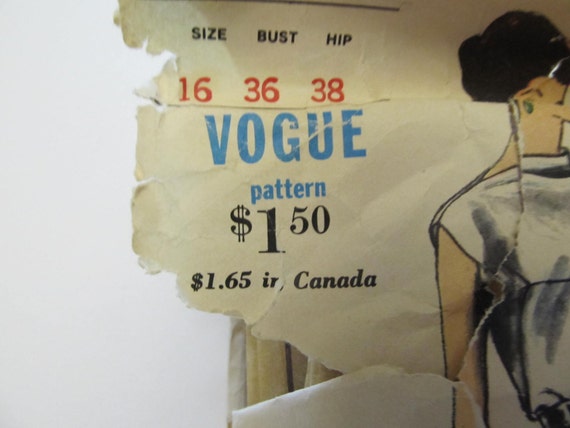 SIZE BUST HIP
16 36 38
VOGUE
pattern
$1.50
$1.65 in Canada